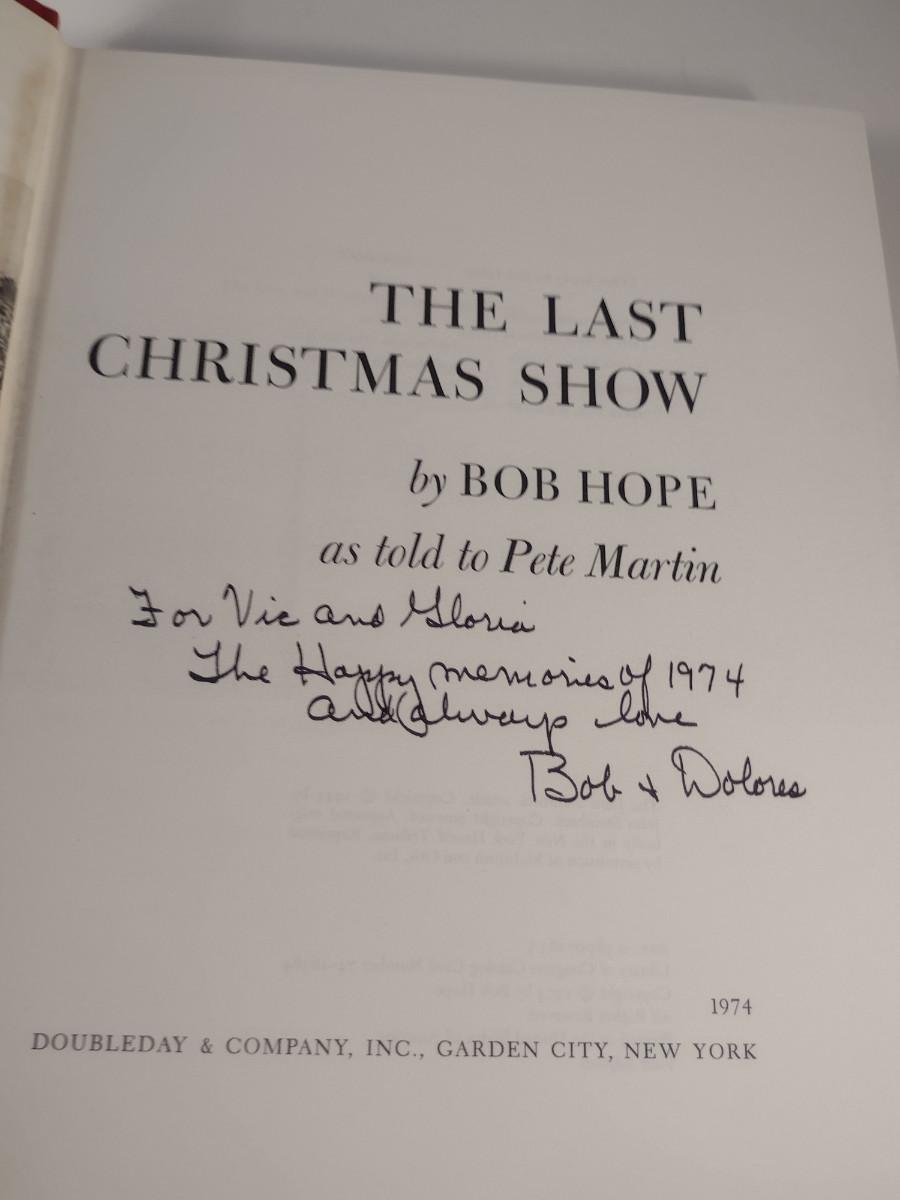 THE LAST
CHRISTMAS SHOW
by BOB HOPE
as told to Pete Martin
For Vic and Gloria
The Happy memories of 1974
and always love
Bob + Dolores
1974
DOUBLEDAY & COMPANY, INC., GARDEN CITY, NEW YORK